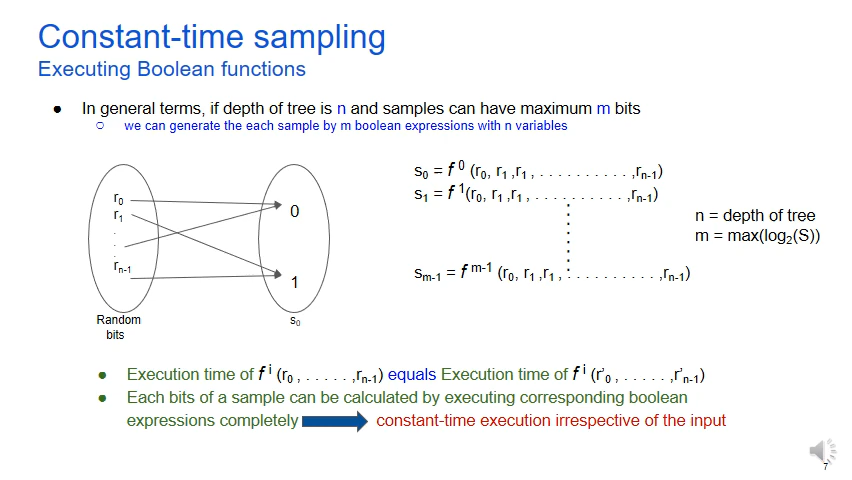 Constant-time sampling
Executing Boolean functions
● In general terms, if depth of tree is n and samples can have maximum m bits
○ we can generate the each sample by m boolean expressions with n variables
r₀
r₁
.
.
.
rₙ₋₁
Random
bits
0
1
s₀
s₀ = f ⁰ (r₀, r₁ ,r₁ , . . . . . . . . . . ,rₙ₋₁)
s₁ = f ¹(r₀, r₁ ,r₁ , . . . . . . . . . . ,rₙ₋₁)
sₘ₋₁ = f ᵐ⁻¹ (r₀, r₁ ,r₁ , . . . . . . . . . . ,rₙ₋₁)
n = depth of tree
m = max(log₂(S))
● Execution time of f ⁱ (r₀ , . . . . . ,rₙ₋₁) equals Execution time of f ⁱ (r'₀ , . . . . . ,r'ₙ₋₁)
● Each bits of a sample can be calculated by executing corresponding boolean
expressions completely constant-time execution irrespective of the input
7